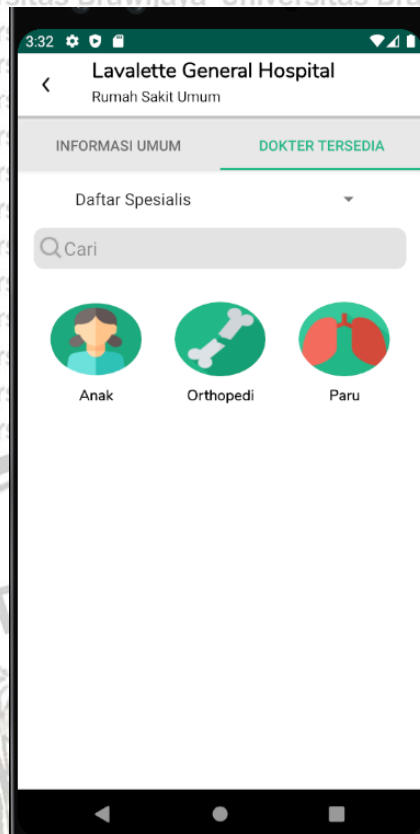 3:32
Lavalette General Hospital
Rumah Sakit Umum
INFORMASI UMUM
DOKTER TERSEDIA
Daftar Spesialis
Cari
Anak
Orthopedi
Paru